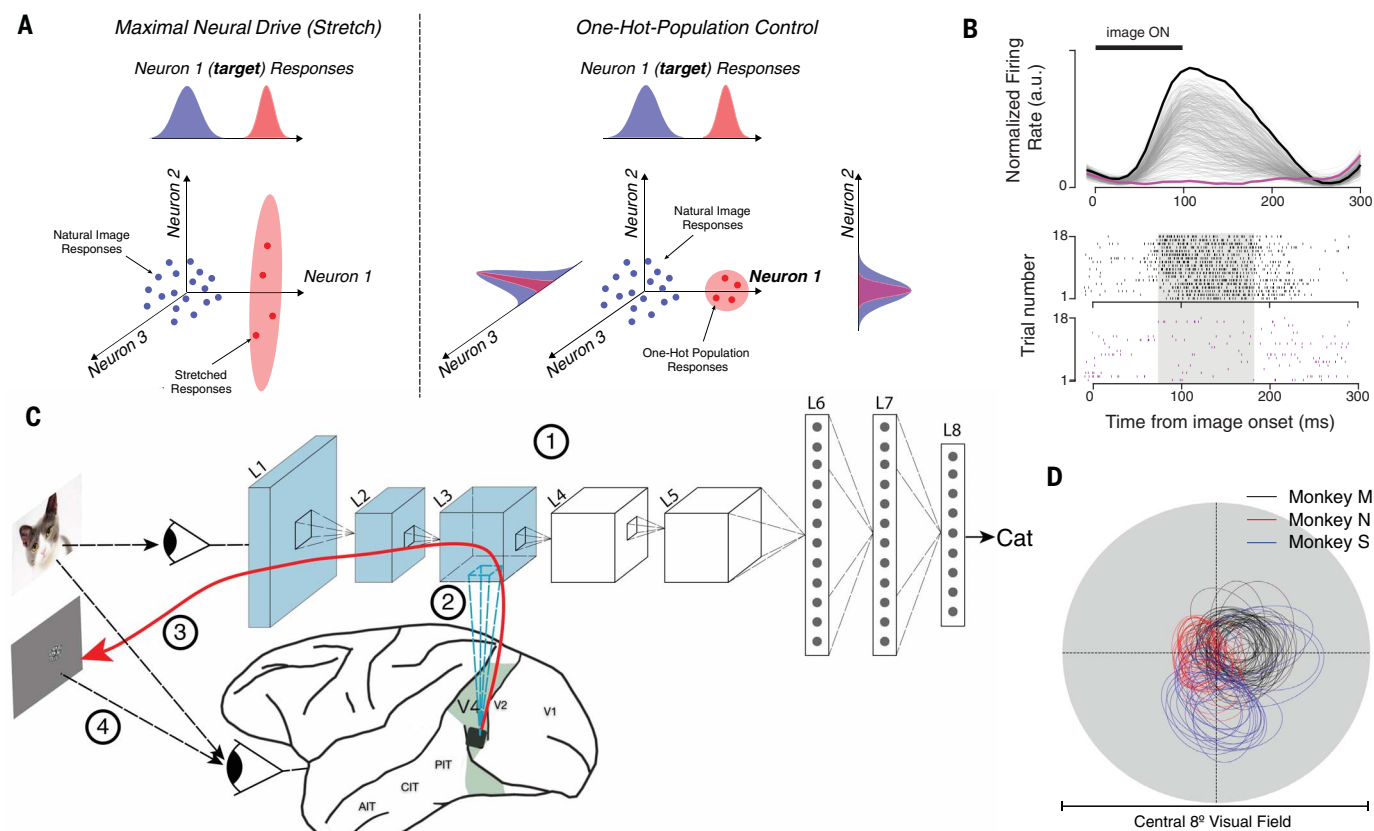 A
Maximal Neural Drive (Stretch)
Neuron 1 (target) Responses
Neuron 2
Natural Image
Responses
Neuron 1
Neuron 3
Stretched
Responses
One-Hot-Population Control
Neuron 1 (target) Responses
Neuron 2
Neuron 2
Natural Image
Responses
Neuron 1
Neuron 3
Neuron 3
One-Hot Population
Responses
B
image ON
Normalized Firing
Rate (a.u.)
0
0
100
200
300
Trial number
18
1
18
1
0
100
200
300
Time from image onset (ms)
C
1
L1
L2
L3
L4
L5
L6
L7
L8
Cat
2
3
4
V4
V2
V1
PIT
CIT
AIT
D
Monkey M
Monkey N
Monkey S
Central 8º Visual Field